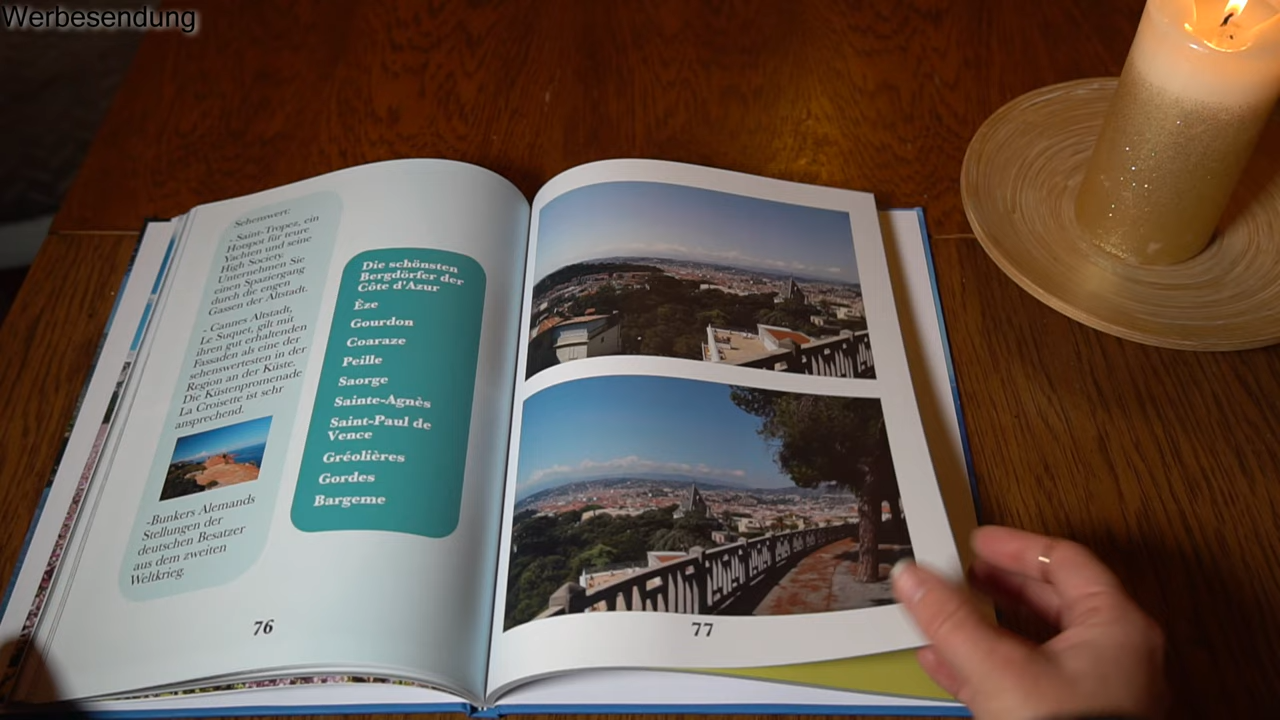 Werbesendung
Sehenswert:
- Saint-Tropez, ein
Hotspot für teure
Yachten und seine
High Society.
Unternehmen Sie
einen Spaziergang
durch die engen
Gassen der Altstadt.
- Cannes Altstadt,
Le Suquet, gilt mit
ihren gut erhaltenden
Fassaden als eine der
sehenswertesten in der
Region an der Küste.
Die Küstenpromenade
La Croisette ist sehr
ansprechend.
-Bunkers Alemands
Stellungen der
deutschen Besatzer
aus dem zweiten
Weltkrieg.
Die schönsten
Bergdörfer der
Côte d'Azur
Èze
Gourdon
Coaraze
Peille
Saorge
Sainte-Agnès
Saint-Paul de
Vence
Gréolières
Gordes
Bargeme
76
77